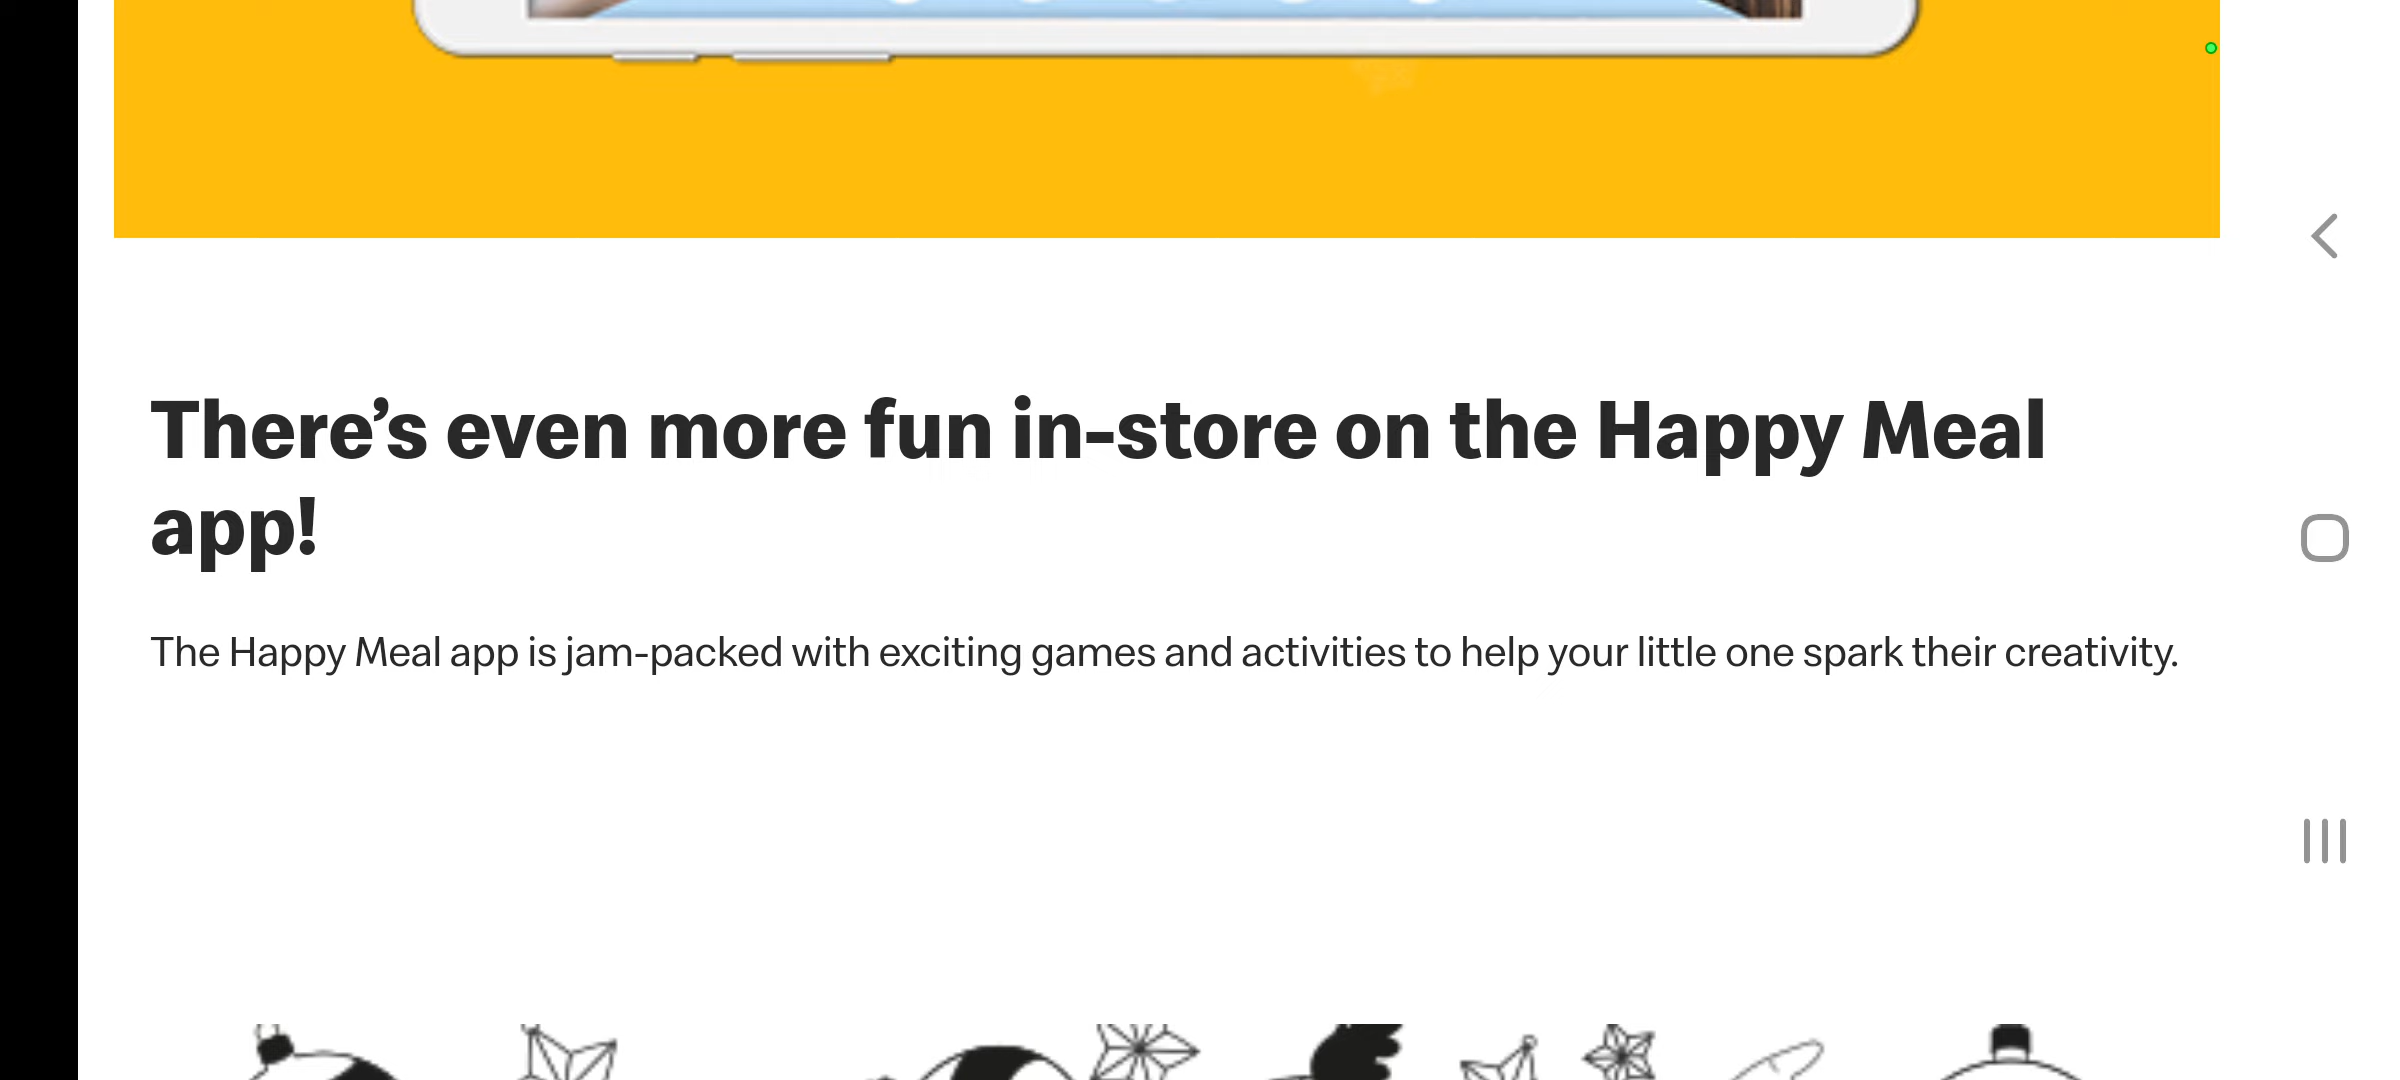 There’s even more fun in-store on the Happy Meal
app!
The Happy Meal app is jam-packed with exciting games and activities to help your little one spark their creativity.